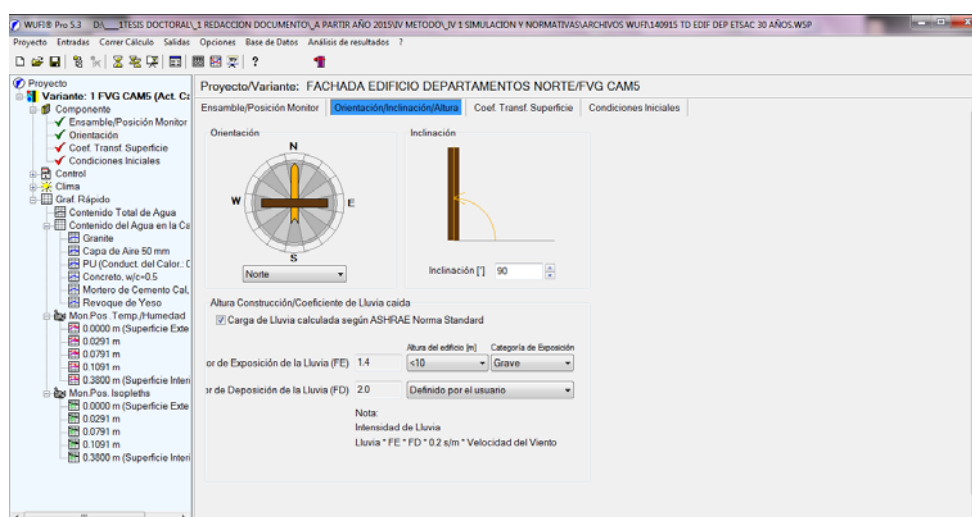 WUFI® Pro 5.3 D:\___1TESIS DOCTORAL\_1 REDACCION DOCUMENTO\_A PARTIR AÑO 2015\IV METODO\_IV 1 SIMULACION Y NORMATIVAS\ARCHIVOS WUFI\140915 TD EDIF DEP ETSAC 30 AÑOS.WSP
Proyecto Entradas Correr Cálculo Salidas Opciones Base de Datos Análisis de resultados ?
Proyecto
Variante: 1 FVG CAM5 (Act. Ca
Componente
Ensamble/Posición Monitor
Orientación
Coef. Transf. Superficie
Condiciones Iniciales
Control
Clima
Graf. Rápido
Contenido Total de Agua
Contenido del Agua en la Ca
Granite
Capa de Aire 50 mm
PU (Conduct. del Calor.: 0
Concreto, w/c=0.5
Mortero de Cemento Cal,
Revoque de Yeso
Mon.Pos .Temp./Humedad
0.0000 m (Superficie Exte
0.0291 m
0.0791 m
0.1091 m
0.3800 m (Superficie Interi
Mon.Pos. Isopleths
0.0000 m (Superficie Exte
0.0291 m
0.0791 m
0.1091 m
0.3800 m (Superficie Interi
Proyecto/Variante: FACHADA EDIFICIO DEPARTAMENTOS NORTE/FVG CAM5
Ensamble/Posición Monitor Orientación/Inclinación/Altura Coef. Transf. Superficie Condiciones Iniciales
Orientación
N
W
E
S
Norte
Inclinación
Inclinación [°] 90
Altura Construcción/Coeficiente de Lluvia caida
Carga de Lluvia calculada según ASHRAE Norma Standard
Altura del edificio [m] Categoría de Exposición
or de Exposición de la Lluvia (FE) 1.4 <10 Grave
or de Deposición de la Lluvia (FD) 2.0 Definido por el usuario
Nota:
Intensidad de Lluvia
Lluvia * FE * FD * 0.2 s/m * Velocidad del Viento